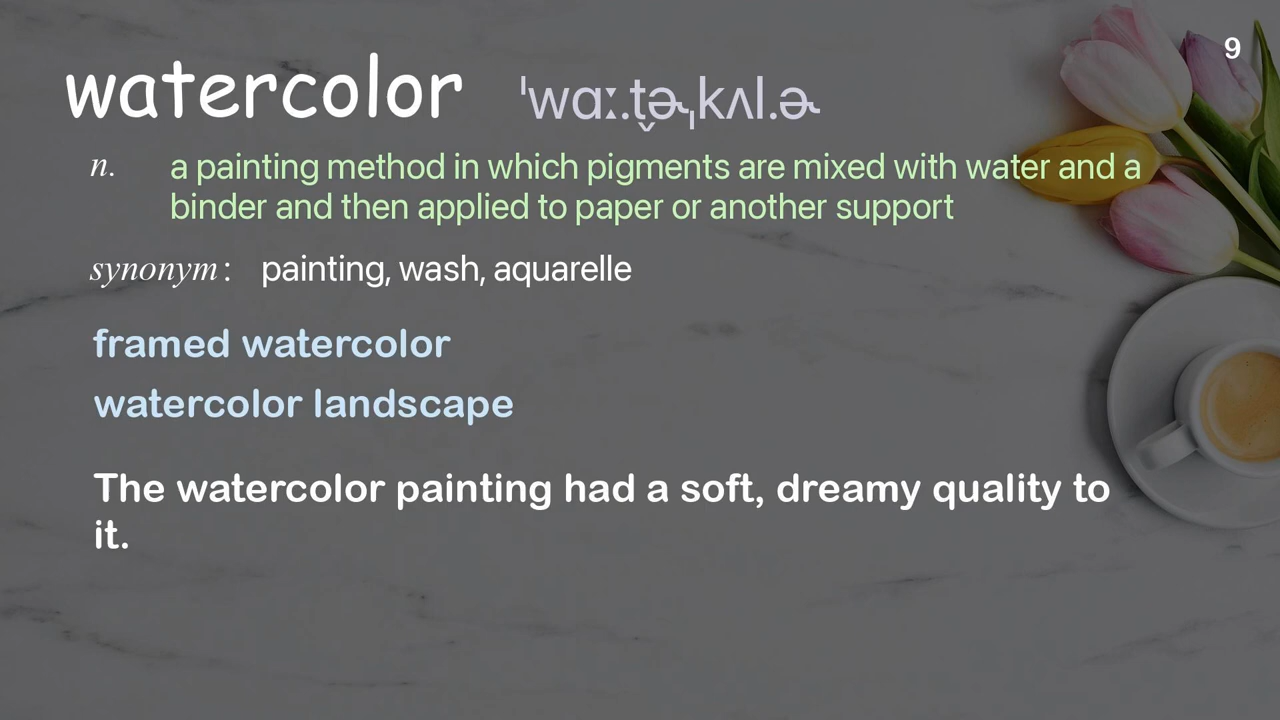 9
watercolor ˈwɑː.t̬ɚˌkʌl.ɚ
n. a painting method in which pigments are mixed with water and a
binder and then applied to paper or another support
synonym: painting, wash, aquarelle
framed watercolor
watercolor landscape
The watercolor painting had a soft, dreamy quality to
it.